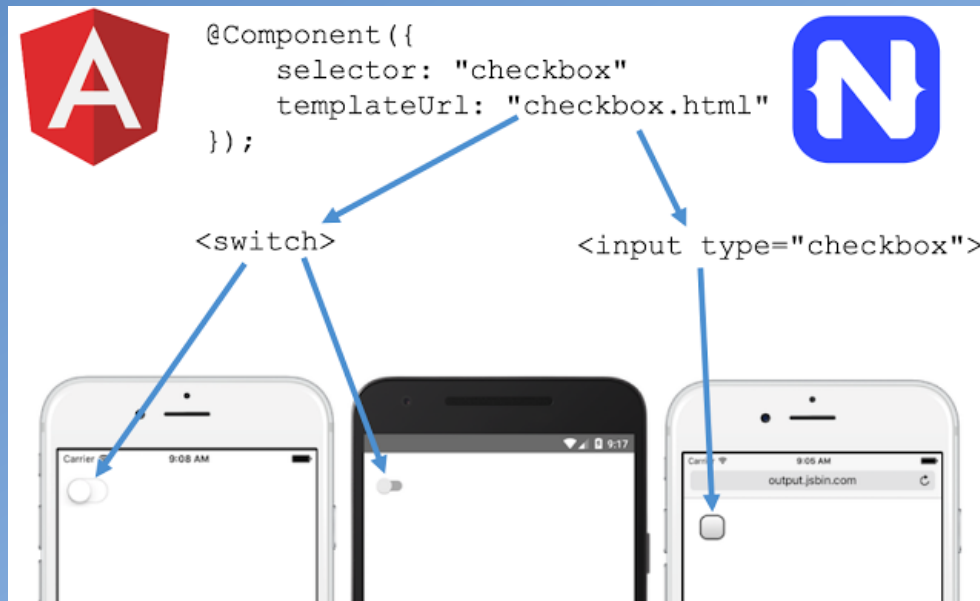 @Component({
selector: "checkbox"
templateUrl: "checkbox.html"
});
<switch>
<input type="checkbox">
Carrier
9:08 AM
9:17
Carrier
9:05 AM
output.jsbin.com